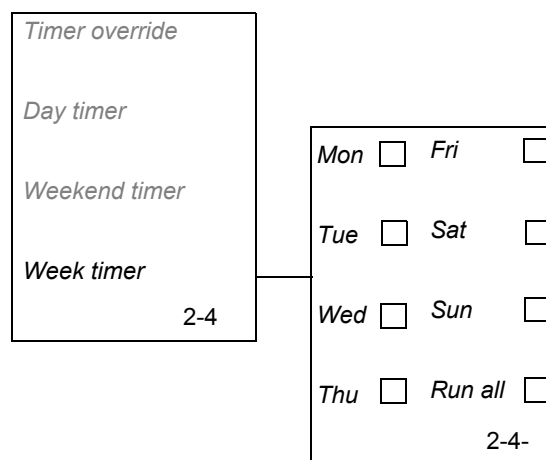 Timer override
Day timer
Weekend timer
Week timer
2-4
Mon Fri
Tue Sat
Wed Sun
Thu Run all
2-4-